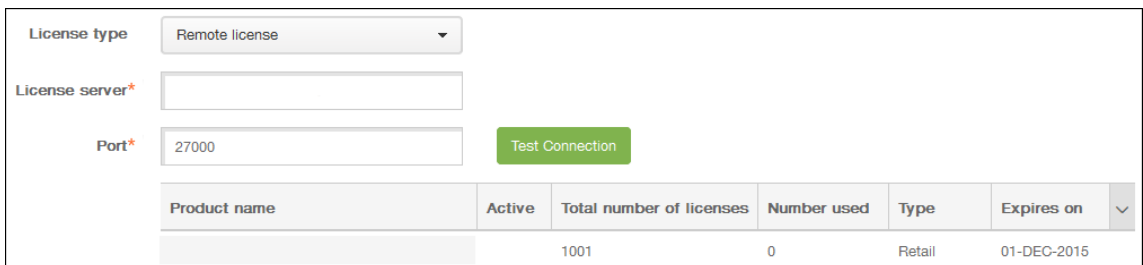 License type Remote license
License server*
Port* 27000 Test Connection
Product name Active Total number of licenses Number used Type Expires on
1001 0 Retail 01-DEC-2015